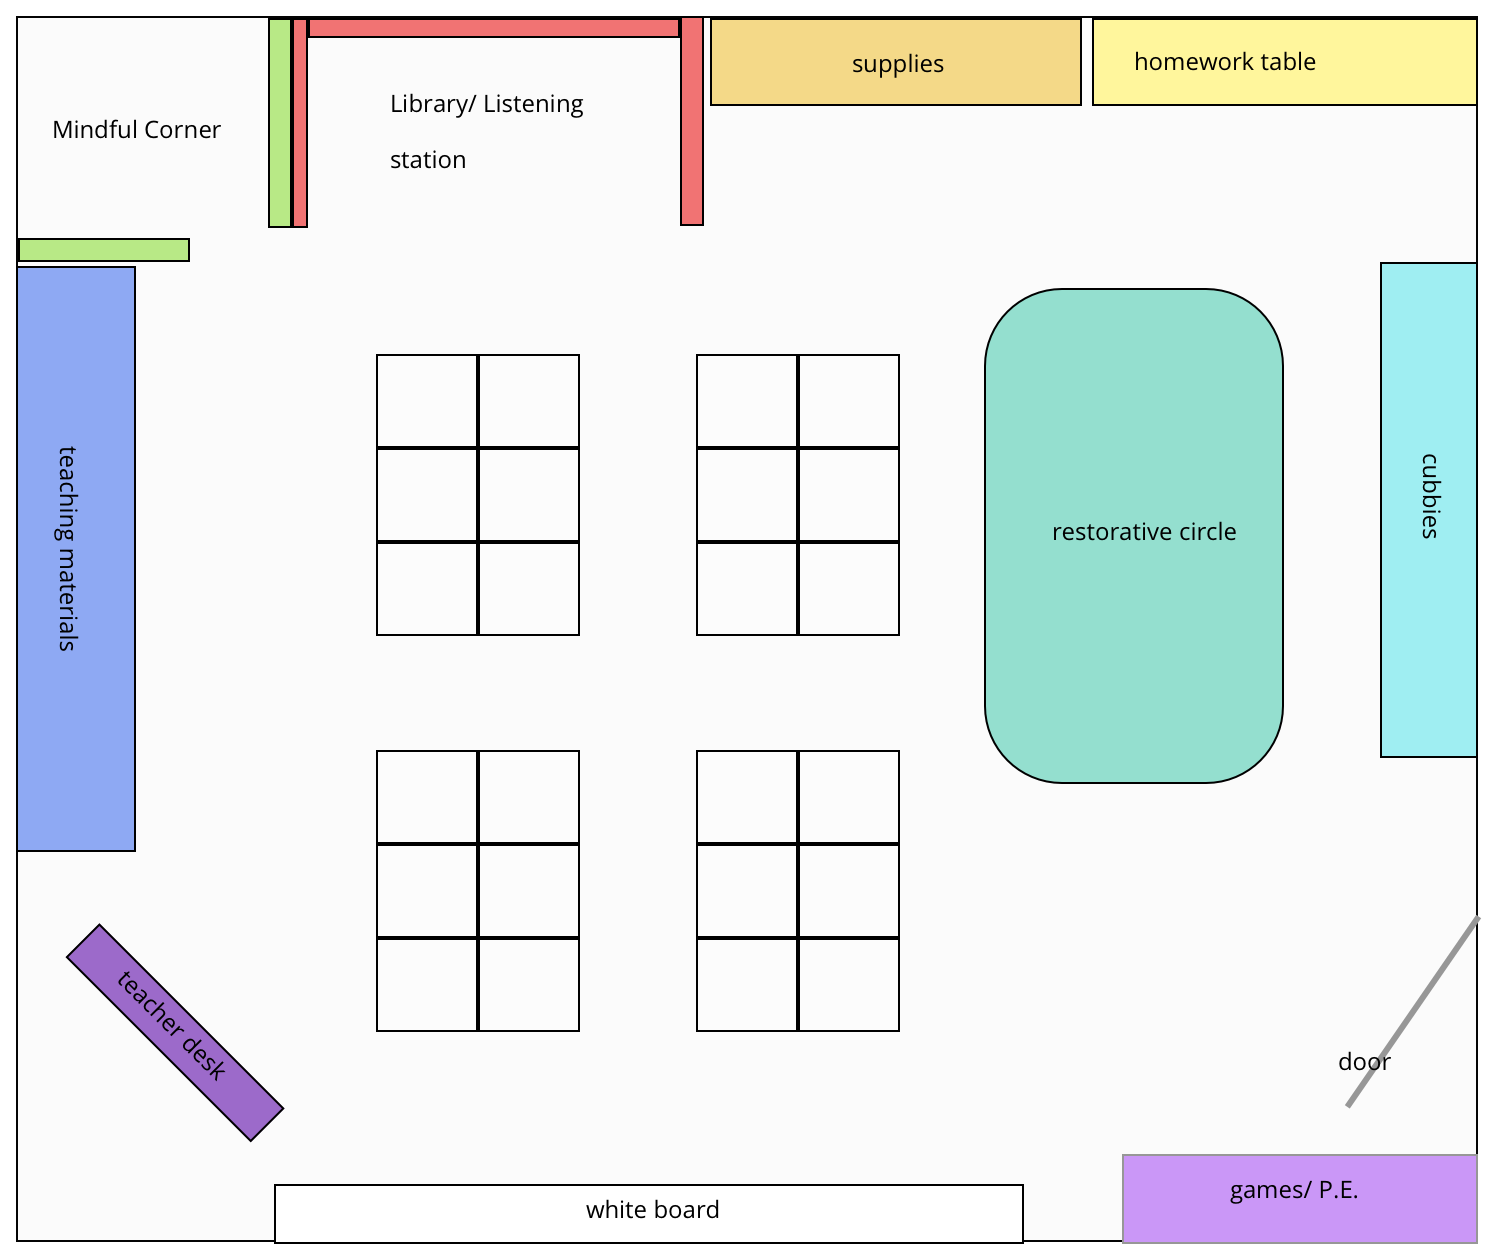 supplies
homework table
Mindful Corner
Library/ Listening
station
teaching materials
restorative circle
cubbies
teacher desk
door
white board
games/ P.E.